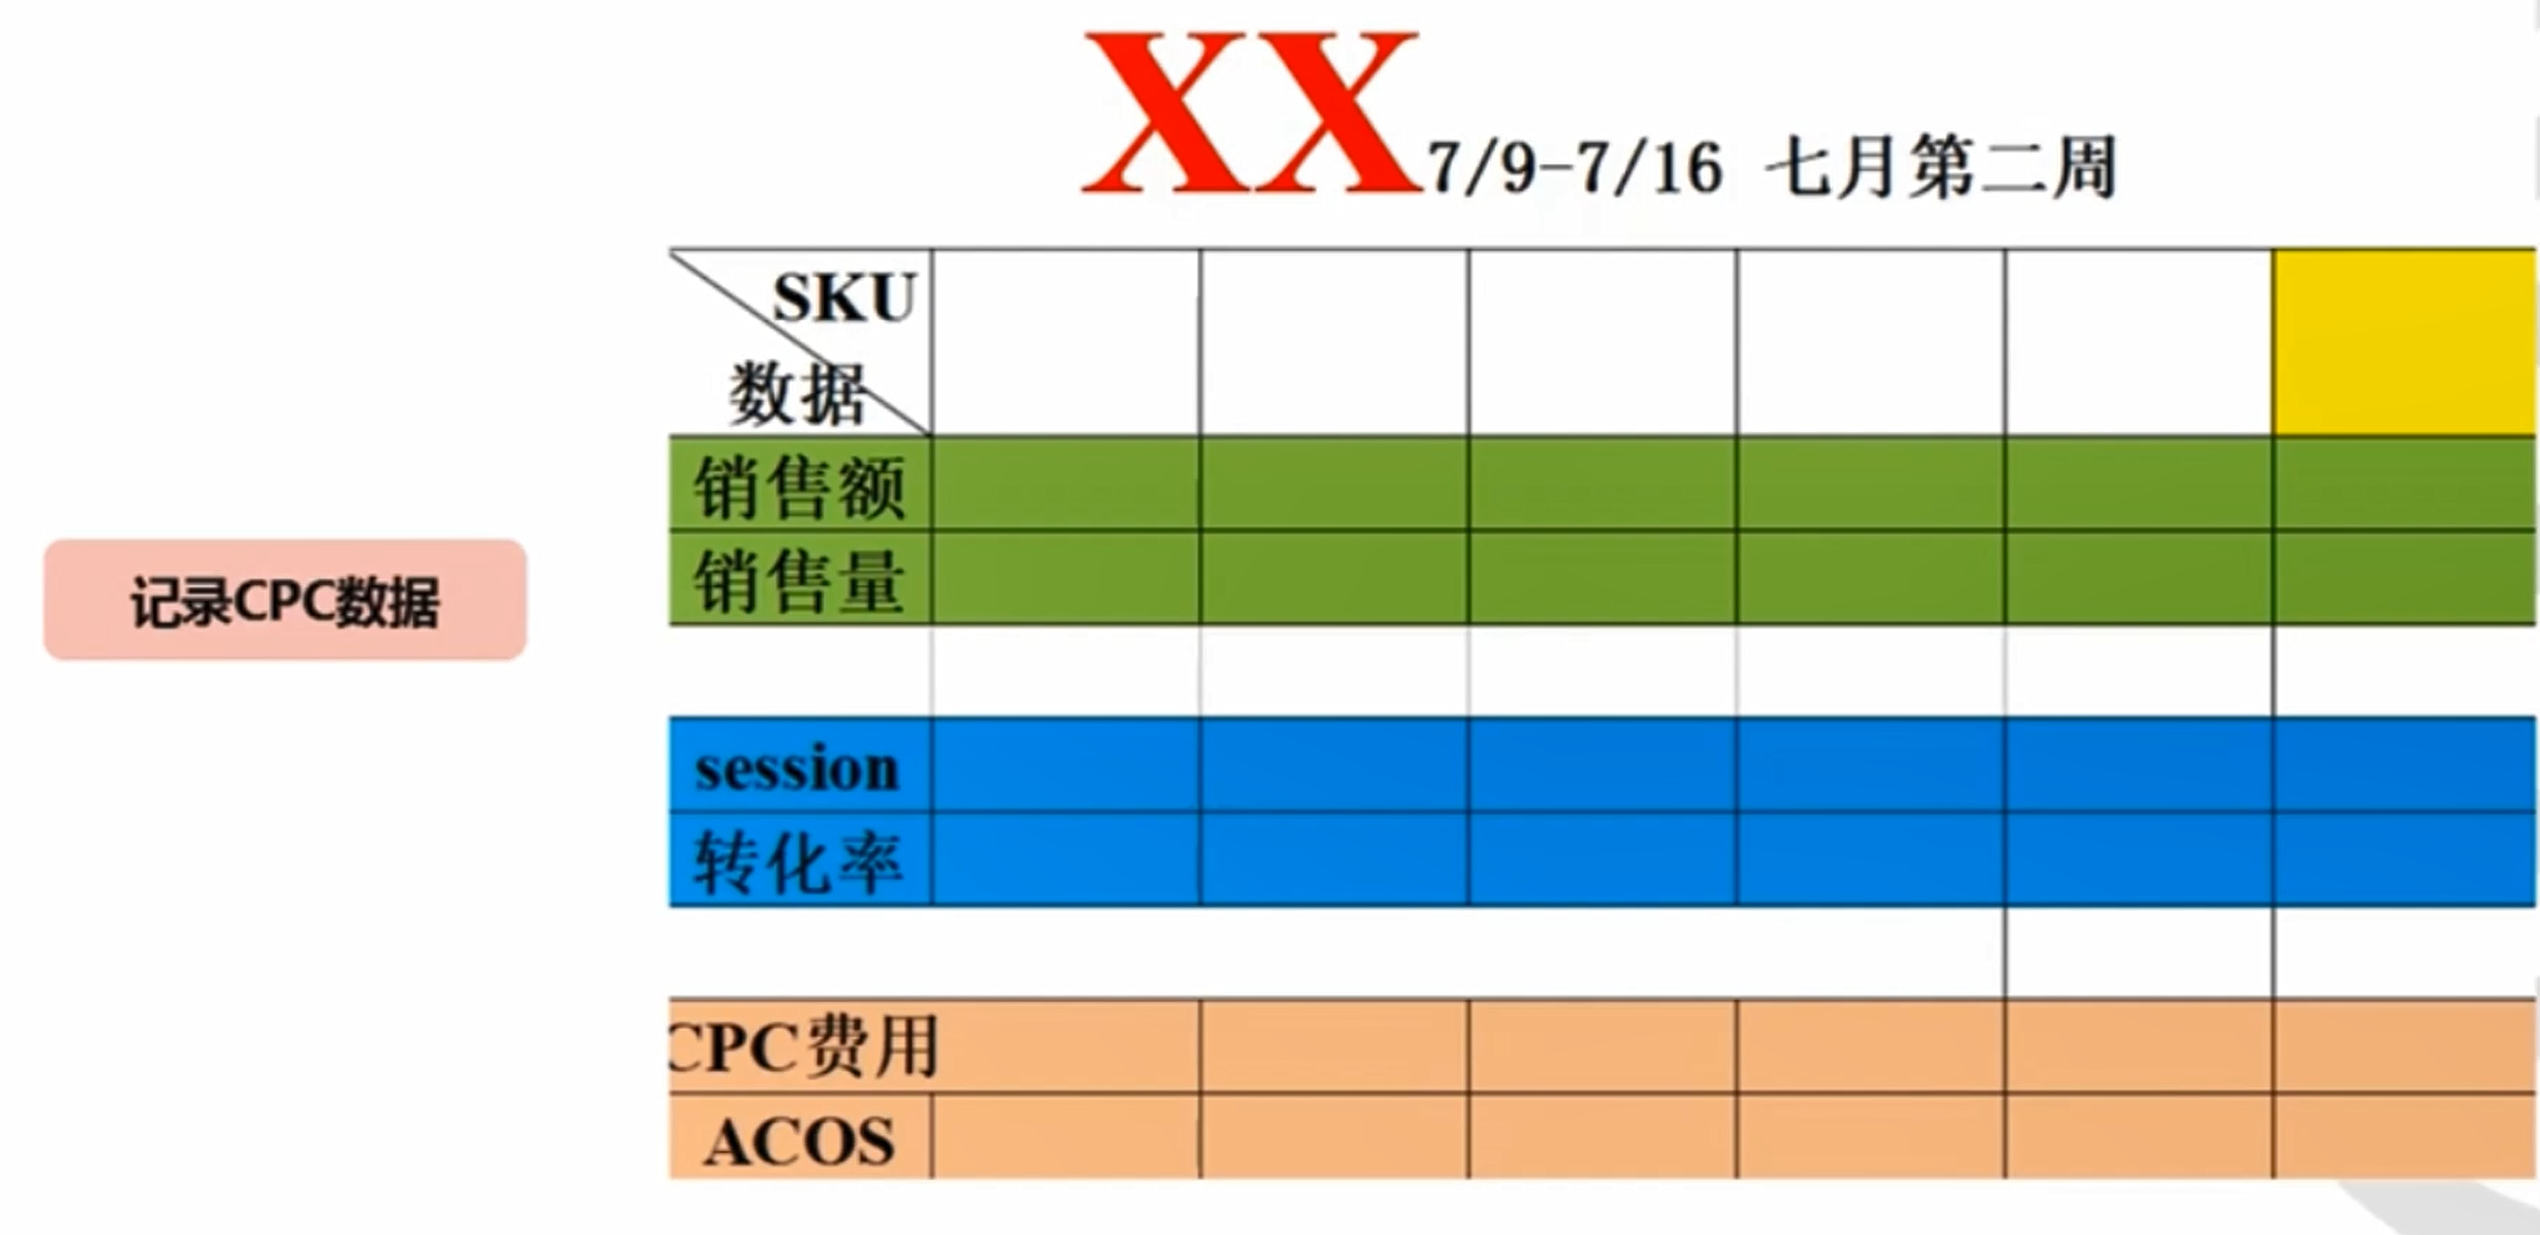 XX7/9-7/16 七月第二周
SKU
数据
销售额
销售量
记录CPC数据
session
转化率
CPC费用
ACOS